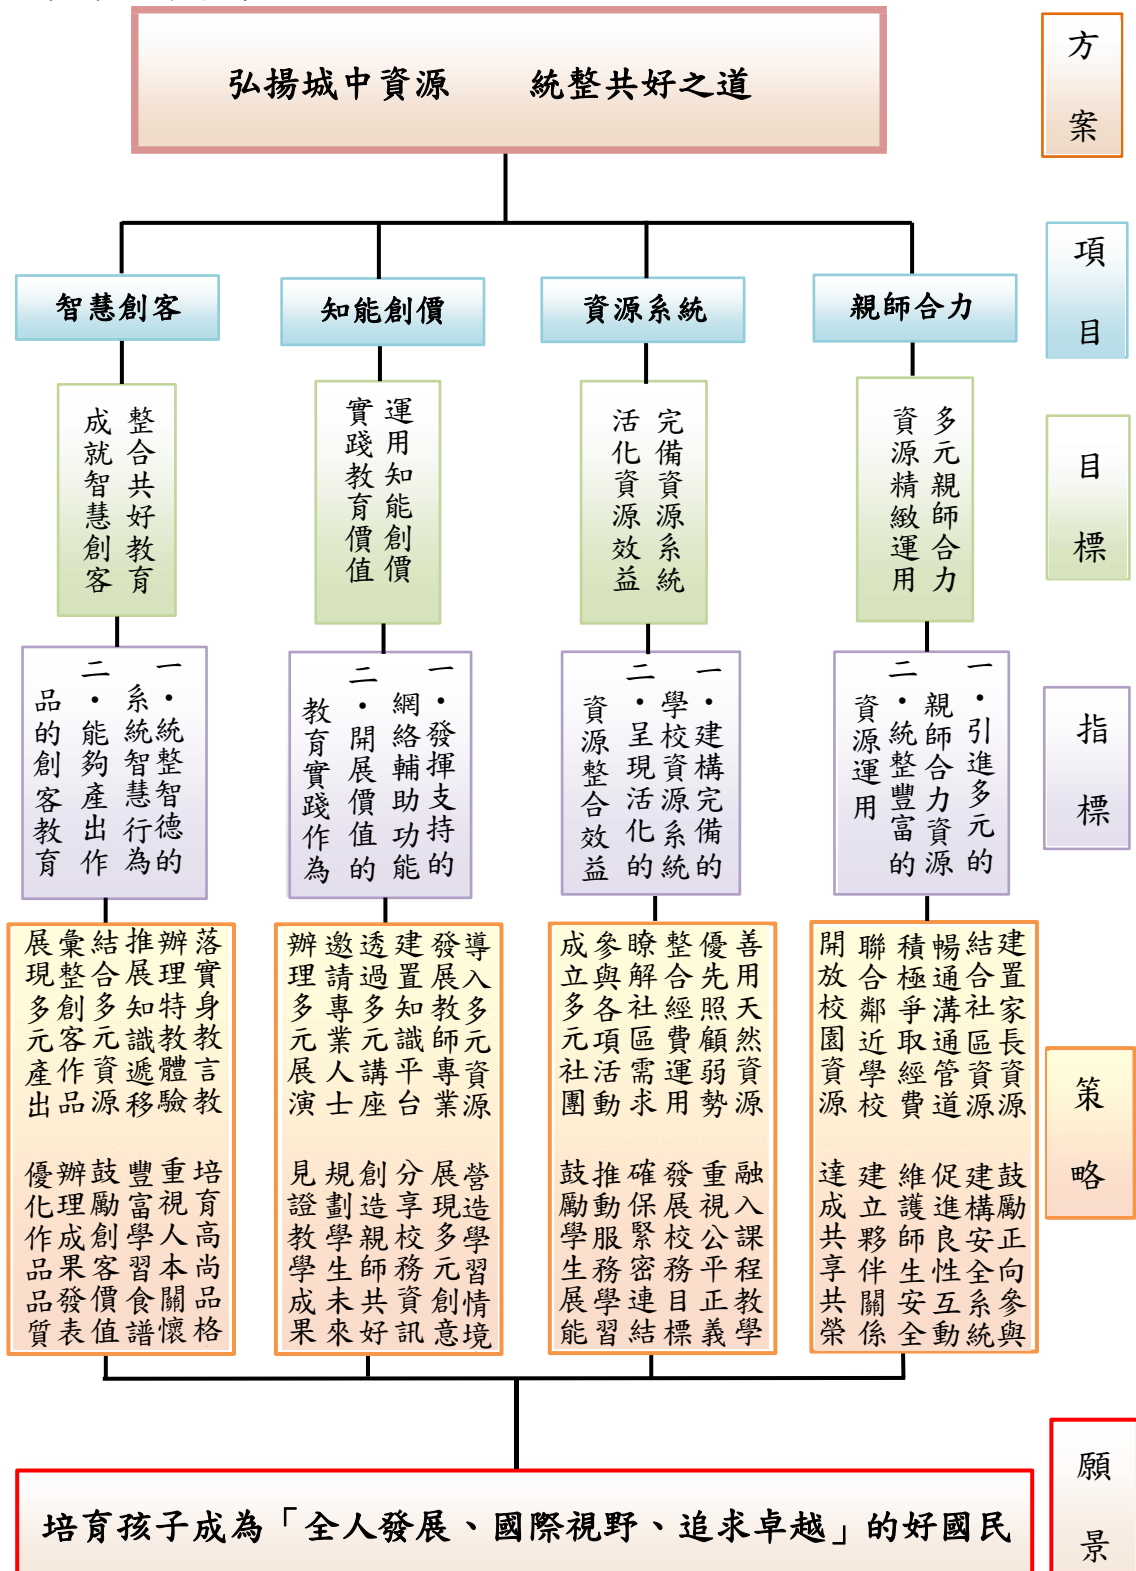 弘揚城中資源 統整共好之道
方案
項目
智慧創客
知能創價
資源系統
親師合力
目標
整合共好教育
成就智慧創客
運用知能創價
實踐教育價值
完備資源系統
活化資源效益
多元親師合力
資源精緻運用
指標
一・統整智德的
系統智慧行為
二・能夠產出作
品的創客教育
一・發揮支持的
網絡輔助功能
二・開展價值的
教育實踐作為
一・建構完備的
學校資源系統
二・呈現活化的
資源整合效益
一・引進多元的
親師合力資源
二・統整豐富的
資源運用
策略
落實身教言教 培育高尚品格
辦理特教體驗 重視人本關懷
推展知識遞移 豐富學習食譜
結合多元資源 鼓勵創客價值
彙整創客作品 辦理成果發表
展現多元產出 優化作品品質
導入多元資源 營造學習情境
發展教師專業 展現多元創意
建置知識平台 分享校務資訊
透過多元講座 創造親師共好
邀請專業人士 規劃學生未來
辦理多元展演 見證教學成果
善用天然資源 融入課程教學
優先照顧弱勢 重視公平正義
整合經費運用 發展校務目標
瞭解社區需求 確保緊密連結
參與各項活動 推動服務學習
成立多元社團 鼓勵學生展能
建置家長資源 鼓勵正向參與
結合社區資源 建構安全系統
暢通溝通管道 促進良性互動
積極爭取經費 維護師生安全
聯合鄰近學校 建立夥伴關係
開放校園資源 達成共享共榮
願景
培育孩子成為「全人發展、國際視野、追求卓越」的好國民